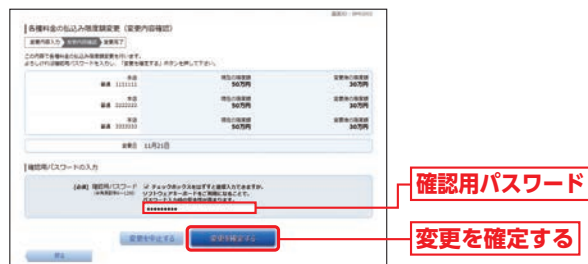 各種料金の払込み限度額変更（変更内容確認）
変更内容入力 変更内容確認 変更完了
この内容で各種料金の払込み限度額変更を行います。
よろしければ確認用パスワードを入力し、「変更を確定する」ボタンを押して下さい。
本店 現在の限度額 変更後の限度額
普通 1111111 50万円 30万円
本店 現在の限度額 変更後の限度額
普通 2222222 50万円 30万円
本店 現在の限度額 変更後の限度額
普通 3333333 50万円 30万円
変更日 11月21日
確認用パスワードの入力
[必須] 確認用パスワード チェックボックスをはずすと直接入力できますが、
ソフトウェアキーボードをご利用になることで、
変更を中止する 変更を確定する
戻る
確認用パスワード
変更を確定する